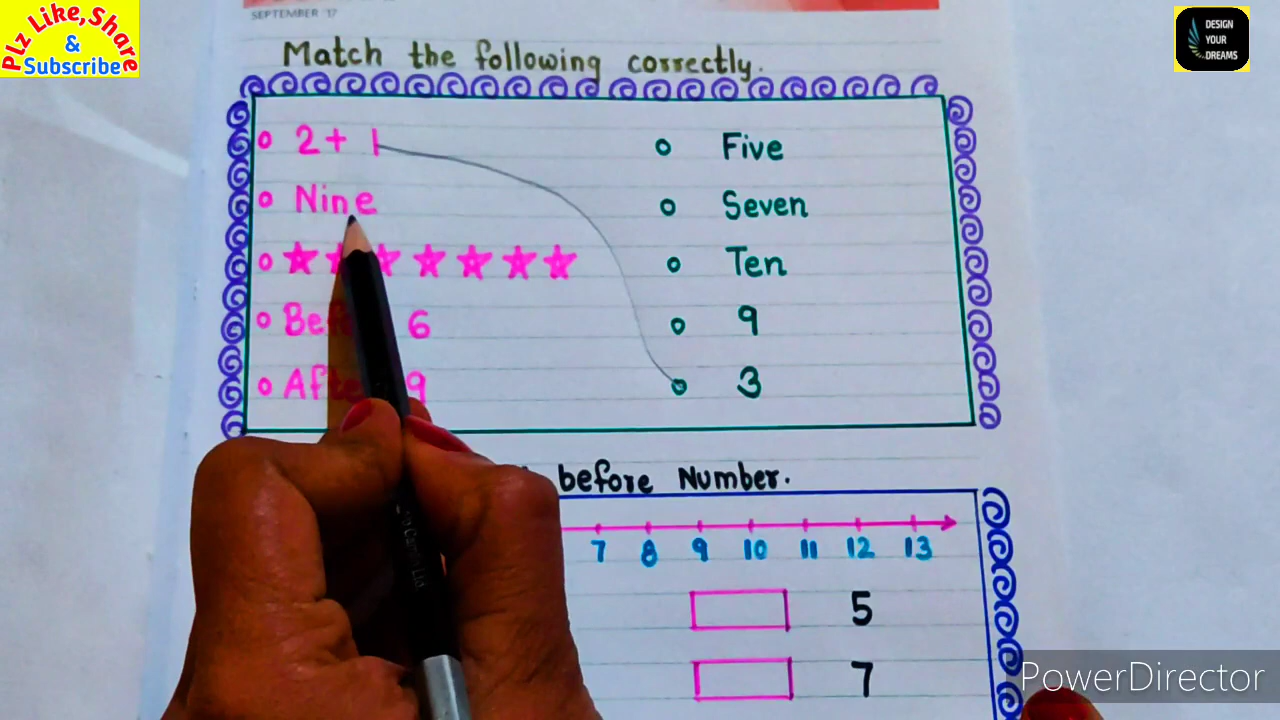 Plz Like, Share
&
Subscribe
DESIGN
YOUR
DREAMS
SEPTEMBER '17
Match the following correctly.
2 + 1 Five
Nine Seven
Ten
6 9
9 3
before Number.
7 8 9 10 11 12 13
5
7
PowerDirector